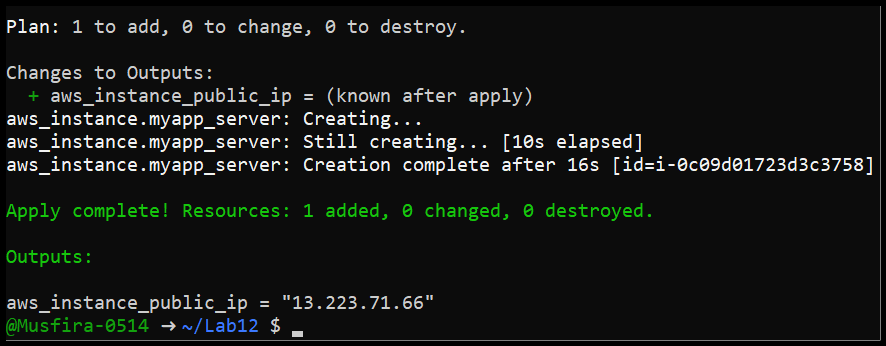 Plan: 1 to add, 0 to change, 0 to destroy.
Changes to Outputs:
+ aws_instance_public_ip = (known after apply)
aws_instance.myapp_server: Creating...
aws_instance.myapp_server: Still creating... [10s elapsed]
aws_instance.myapp_server: Creation complete after 16s [id=i-0c09d01723d3c3758]
Apply complete! Resources: 1 added, 0 changed, 0 destroyed.
Outputs:
aws_instance_public_ip = "13.223.71.66"
@Musfira-0514 ➜ ~/Lab12 $